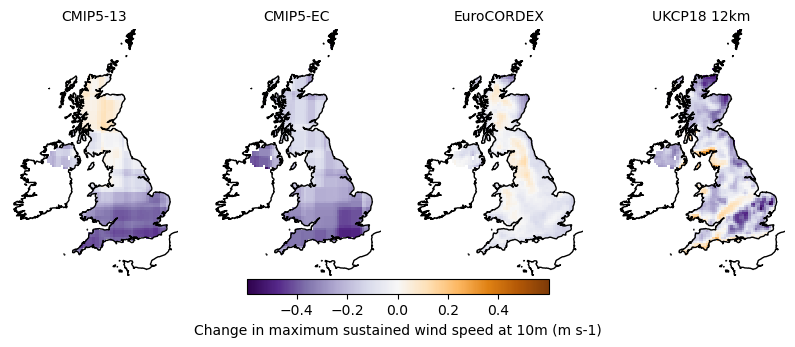 CMIP5-13
CMIP5-EC
EuroCORDEX
UKCP18 12km
−0.4 −0.2 0.0 0.2 0.4
Change in maximum sustained wind speed at 10m (m s-1)